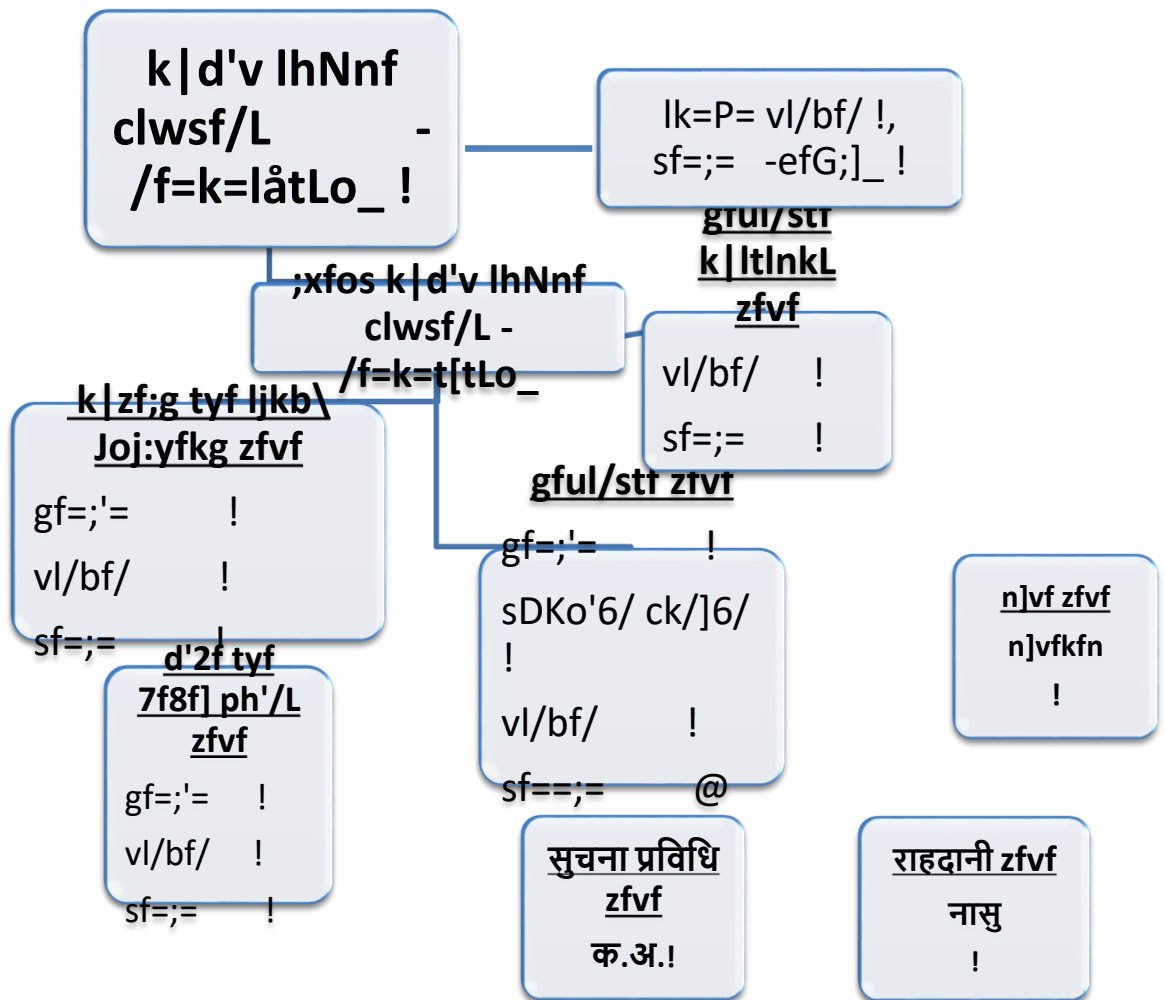 k|d'v lhNnf
clwsf/L -
/f=k=låtLo_ !
lk=P= vl/bf/ !,
sf=;= -efG;]_ !
gful/stf
k|ltlnkL
zfvf
vl/bf/ !
sf=;= !
;xfos k|d'v lhNnf
clwsf/L -
/f=k=t[tLo_
k|zf;g tyf ljkb\
Joj:yfkg zfvf
gf=;'= !
vl/bf/ !
sf=;= !
gful/stf zfvf
gf=;'= !
sDKo'6/ ck/]6/
!
vl/bf/ !
sf==;= @
n]vf zfvf
n]vfkfn
!
d'2f tyf
7f8f] ph'/L
zfvf
gf=;'= !
vl/bf/ !
sf=;= !
सुचना प्रविधि
zfvf
क.अ.!
राहदानी zfvf
नासु
!